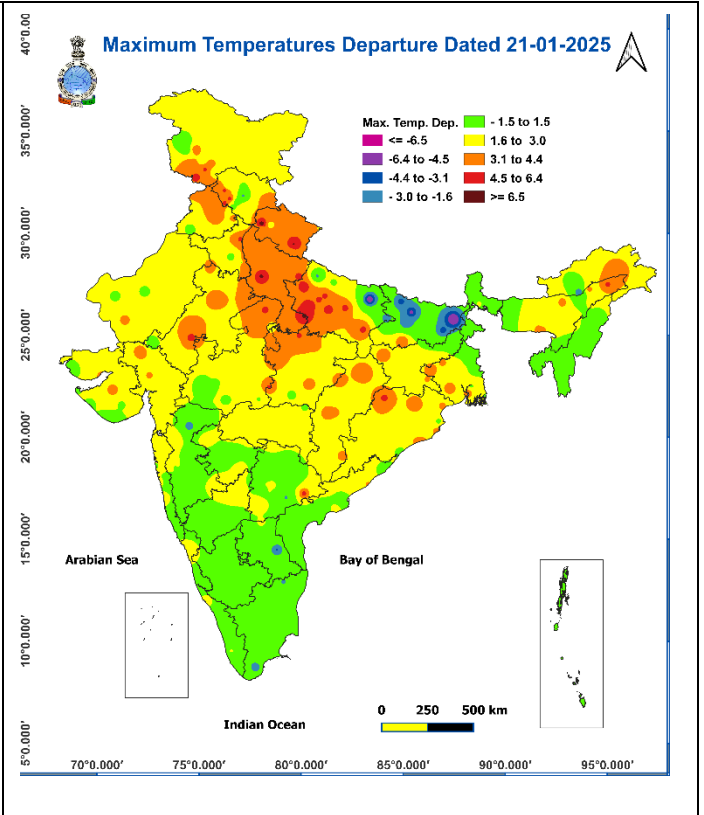 Maximum Temperatures Departure Dated 21-01-2025
Max. Temp. Dep.
<= -6.5
-6.4 to -4.5
-4.4 to -3.1
- 3.0 to -1.6
- 1.5 to 1.5
1.6 to 3.0
3.1 to 4.4
4.5 to 6.4
>= 6.5
40°0.00
35°0.000'
30°0.000'
25°0.000'
20°0.000'
15°0.000'
10°0.000'
5°0.000'
Arabian Sea
Bay of Bengal
Indian Ocean
0 250 500 km
70°0.000' 75°0.000' 80°0.000' 85°0.000' 90°0.000' 95°0.000'